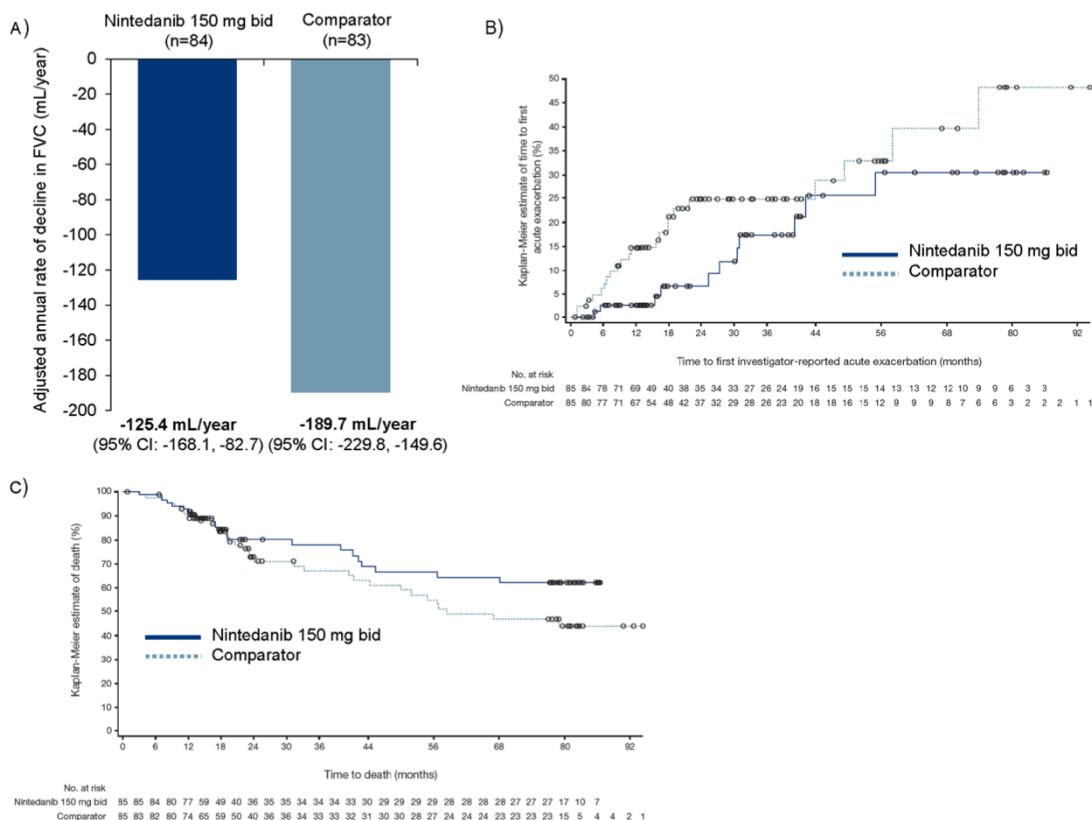 A)
Nintedanib 150 mg bid
(n=84)
Comparator
(n=83)
Adjusted annual rate of decline in FVC (mL/year)
0
-20
-40
-60
-80
-100
-120
-140
-160
-180
-200
-125.4 mL/year
(95% CI: -168.1, -82.7)
-189.7 mL/year
(95% CI: -229.8, -149.6)
B)
Kaplan-Meier estimate of time to first
acute exacerbation (%)
50
45
40
35
30
25
20
15
10
5
0
Nintedanib 150 mg bid
Comparator
0 6 12 18 24 30 36 44 56 68 80 92
Time to first investigator-reported acute exacerbation (months)
No. at risk
Nintedanib 150 mg bid 85 84 78 71 69 49 40 38 35 34 33 27 26 24 19 16 15 15 15 14 13 13 12 12 10 9 9 6 3 3
Comparator 85 80 77 71 67 54 48 42 37 32 29 28 26 23 20 18 18 16 15 12 9 9 9 8 7 6 6 3 2 2 2 1 1
C)
Kaplan-Meier estimate of death (%)
100
90
80
70
60
50
40
30
20
10
0
Nintedanib 150 mg bid
Comparator
0 6 12 18 24 30 36 44 56 68 80 92
Time to death (months)
No. at risk
Nintedanib 150 mg bid 85 85 84 80 77 59 49 40 36 35 35 34 34 34 33 30 29 29 29 29 28 28 28 28 27 27 27 17 10 7
Comparator 85 83 82 80 74 65 59 50 40 36 36 34 33 33 32 31 30 30 28 27 24 24 24 23 23 23 23 15 5 4 4 2 1